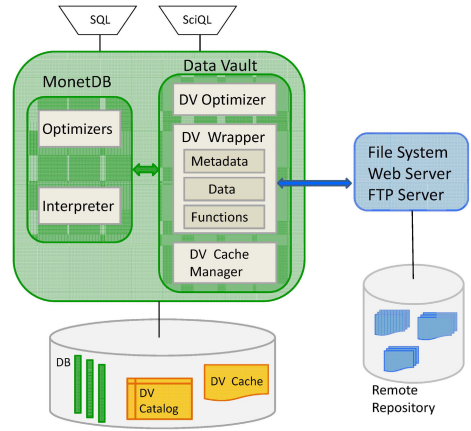 SQL
SciQL
MonetDB
Data Vault
Optimizers
Interpreter
DV Optimizer
DV Wrapper
Metadata
Data
Functions
DV Cache
Manager
File System
Web Server
FTP Server
DB
DV
Catalog
DV Cache
Remote
Repository